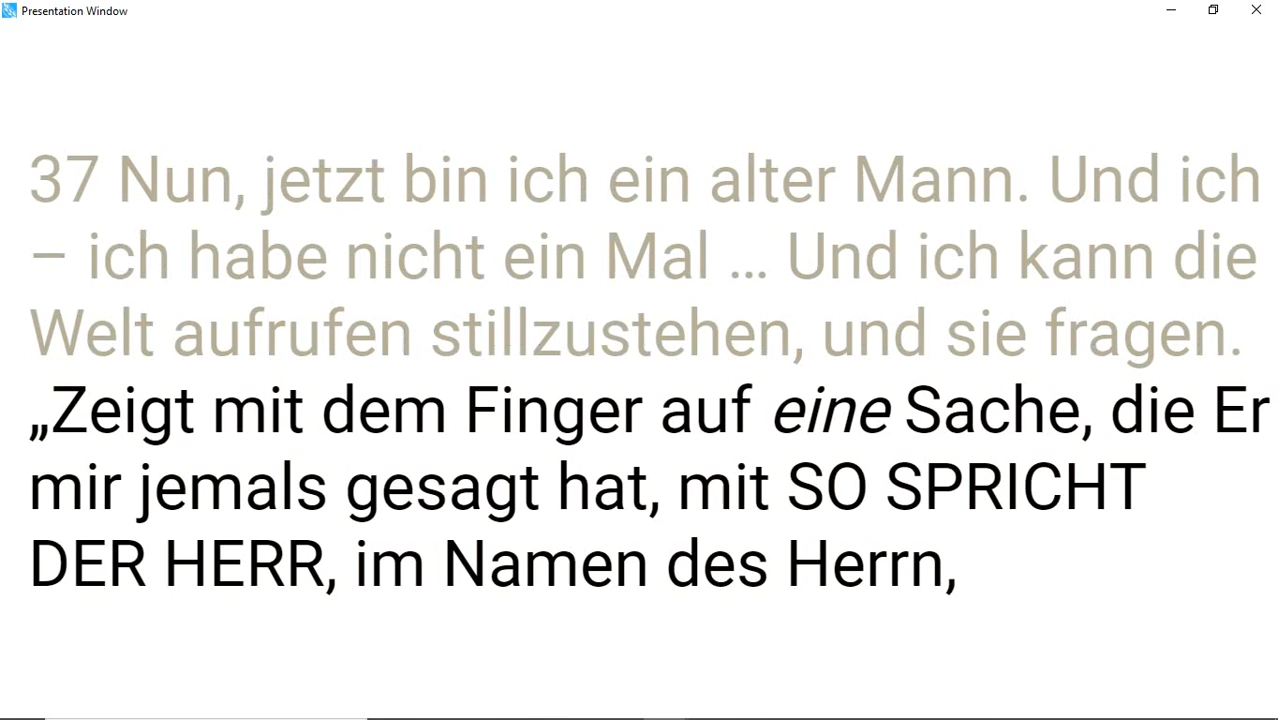 Presentation Window
37 Nun, jetzt bin ich ein alter Mann. Und ich
– ich habe nicht ein Mal ... Und ich kann die
Welt aufrufen stillzustehen, und sie fragen.
„Zeigt mit dem Finger auf eine Sache, die Er
mir jemals gesagt hat, mit SO SPRICHT
DER HERR, im Namen des Herrn,